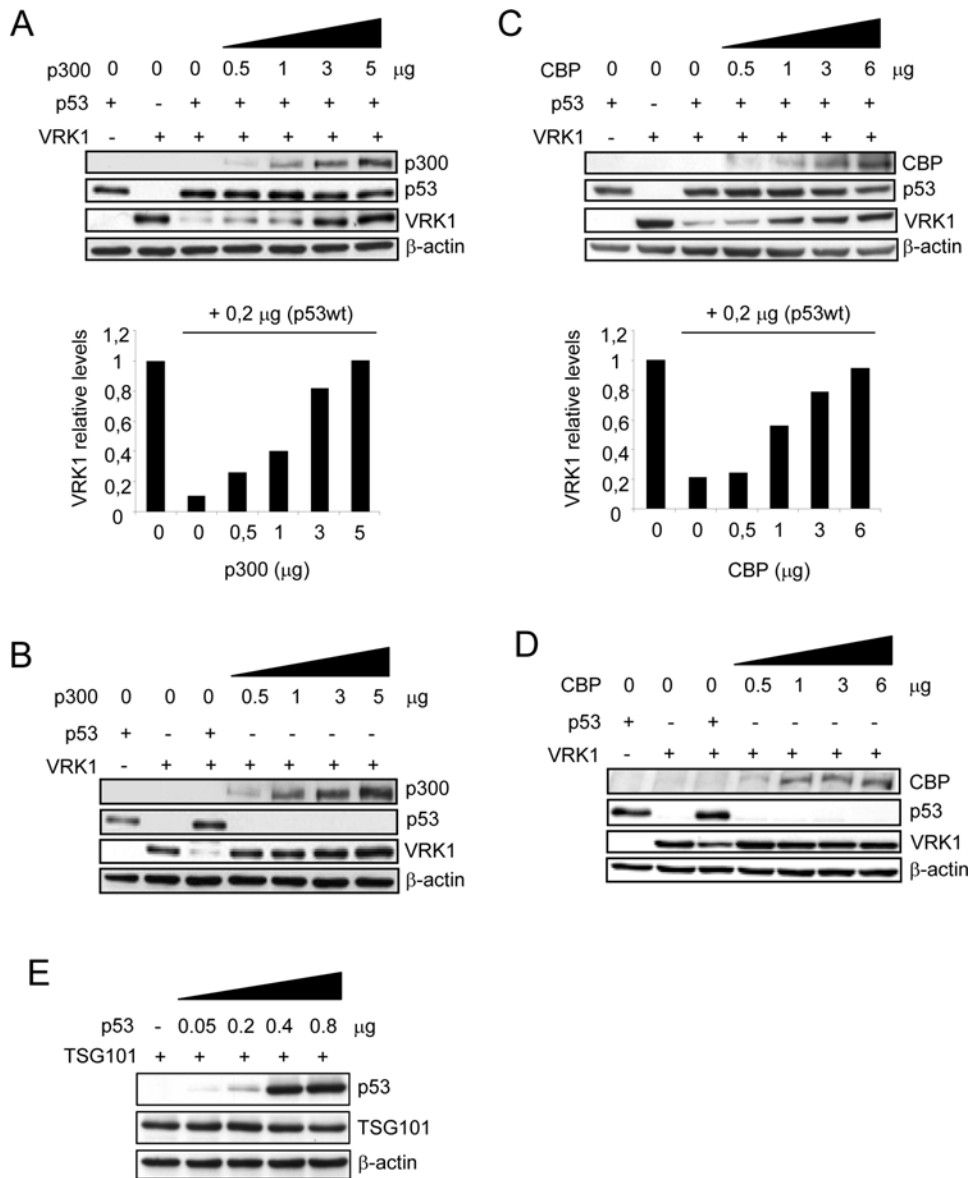 A
p300 0 0 0 0.5 1 3 5 μg
p53 + - + + + + +
VRK1 - + + + + + +
p300
p53
VRK1
β-actin
+ 0,2 μg (p53wt)
VRK1 relative levels
1,2
1
0,8
0,6
0,4
0,2
0
0 0 0,5 1 3 5
p300 (μg)
C
CBP 0 0 0 0.5 1 3 6 μg
p53 + - + + + + +
VRK1 - + + + + + +
CBP
p53
VRK1
β-actin
+ 0,2 μg (p53wt)
VRK1 relative levels
1,2
1
0,8
0,6
0,4
0,2
0
0 0 0,5 1 3 6
CBP (μg)
B
p300 0 0 0 0.5 1 3 5 μg
p53 + - + - - - -
VRK1 - + + + + + +
p300
p53
VRK1
β-actin
D
CBP 0 0 0 0.5 1 3 6 μg
p53 + - + - - - -
VRK1 - + + + + + +
CBP
p53
VRK1
β-actin
E
p53 - 0.05 0.2 0.4 0.8 μg
TSG101 + + + + +
p53
TSG101
β-actin